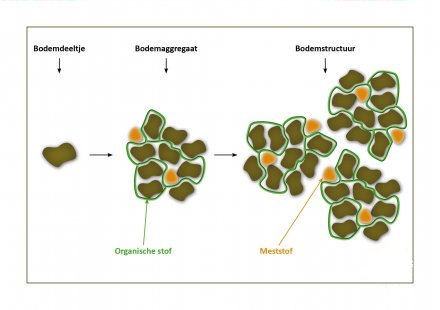 Bodemdeeltje
Bodemaggregaat
Bodemstructuur
Organische stof
Meststof